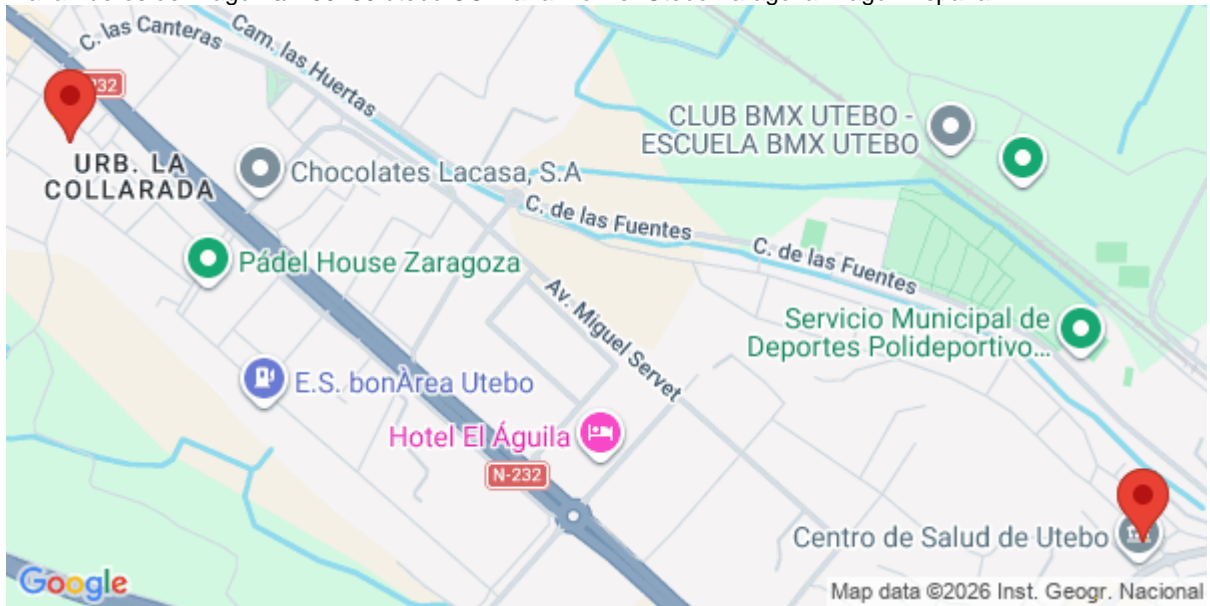 C. las Canteras
Cam. las Huertas
232
URB. LA
COLLARADA
Chocolates Lacasa, S.A
CLUB BMX UTEBO -
ESCUELA BMX UTEBO
C. de las Fuentes
C. de las Fuentes
Pádel House Zaragoza
Av. Miguel Servet
Servicio Municipal de
Deportes Polideportivo...
E.S. bonÀrea Utebo
Hotel El Águila
N-232
Centro de Salud de Utebo
Google
Map data ©2026 Inst. Geogr. Nacional